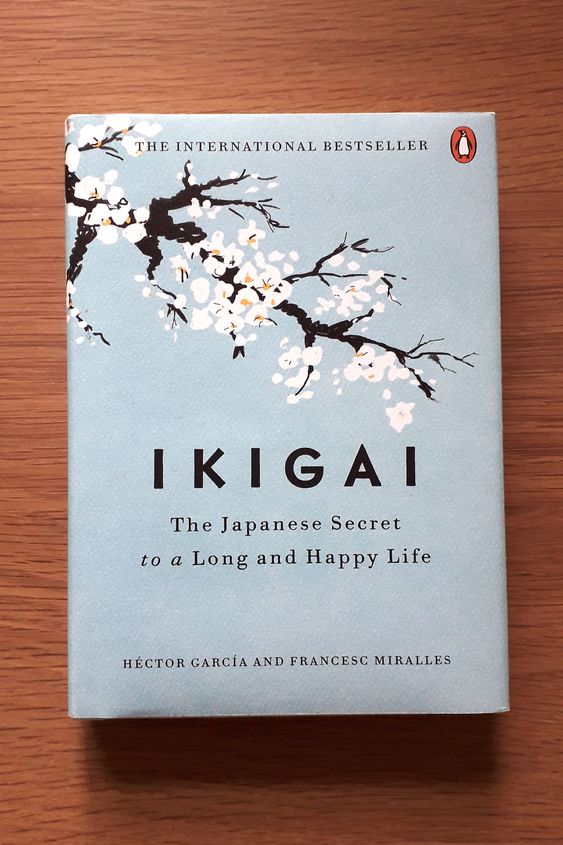 THE INTERNATIONAL BESTSELLER
IKIGAI
The Japanese Secret
to a Long and Happy Life
HÉCTOR GARCÍA AND FRANCESC MIRALLES